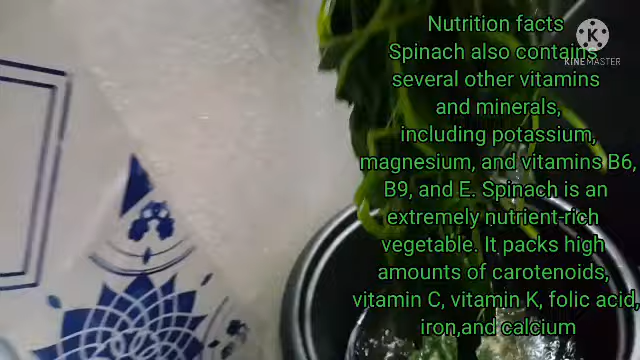 Nutrition facts
Spinach also contains
KINEMASTER
several other vitamins
and minerals,
including potassium,
magnesium, and vitamins B6,
B9, and E. Spinach is an
extremely nutrient-rich
vegetable. It packs high
amounts of carotenoids,
vitamin C, vitamin K, folic acid,
iron,and calcium